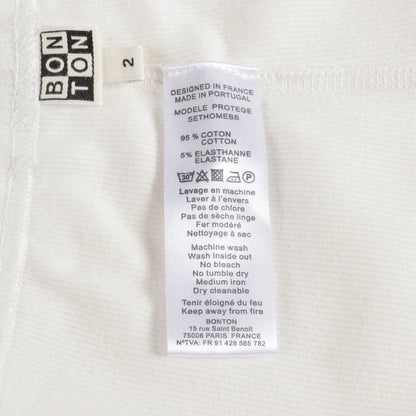 BON
TON
2
DESIGNED IN FRANCE
MADE IN PORTUGAL
MODELE PROTEGE
SETHOMEBB
95 % COTON
COTTON
5% ELASTHANNE
ELASTANE
30° P
Lavage en machine
Laver à l'envers
Pas de chlore
Pas de sèche linge
Fer modéré
Nettoyage à sec
Machine wash
Wash inside out
No bleach
No tumble dry
Medium iron
Dry cleanable
Tenir éloigné du feu
Keep away from fire
BONTON
15 rue Saint Benoit
75006 PARIS FRANCE
N°TVA: FR 91 428 565 782